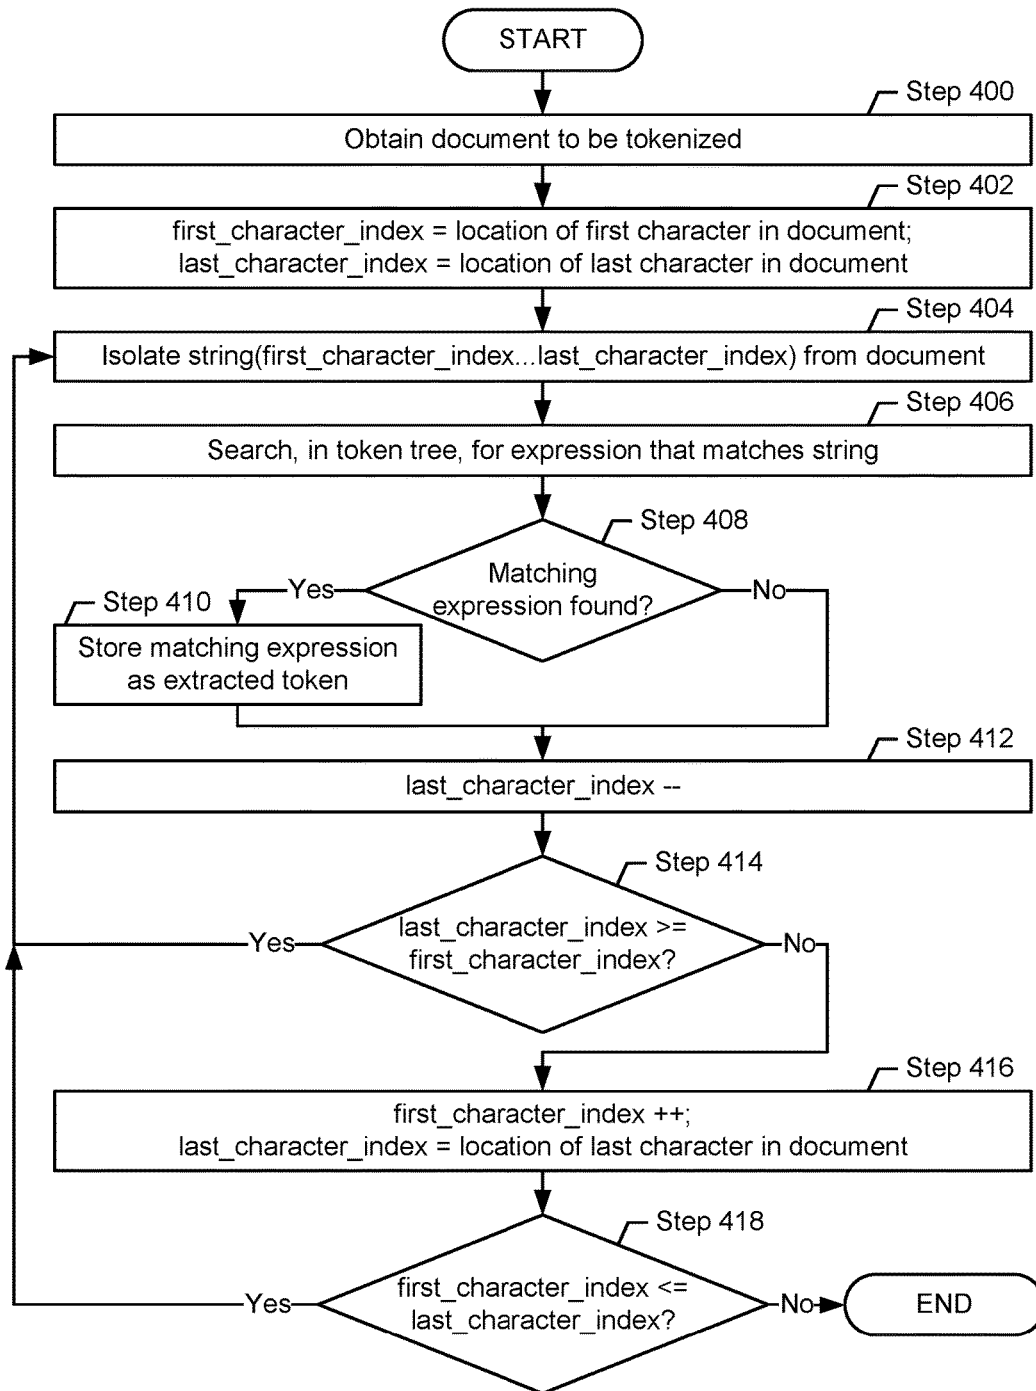 START
Step 400
Obtain document to be tokenized
Step 402
first_character_index = location of first character in document;
last_character_index = location of last character in document
Step 404
Isolate string(first_character_index...last_character_index) from document
Step 406
Search, in token tree, for expression that matches string
Step 408
Matching
expression found?
Yes
No
Step 410
Store matching expression
as extracted token
Step 412
last_character_index --
Step 414
last_character_index >=
first_character_index?
Yes
No
Step 416
first_character_index ++;
last_character_index = location of last character in document
Step 418
first_character_index <=
last_character_index?
Yes
No
END